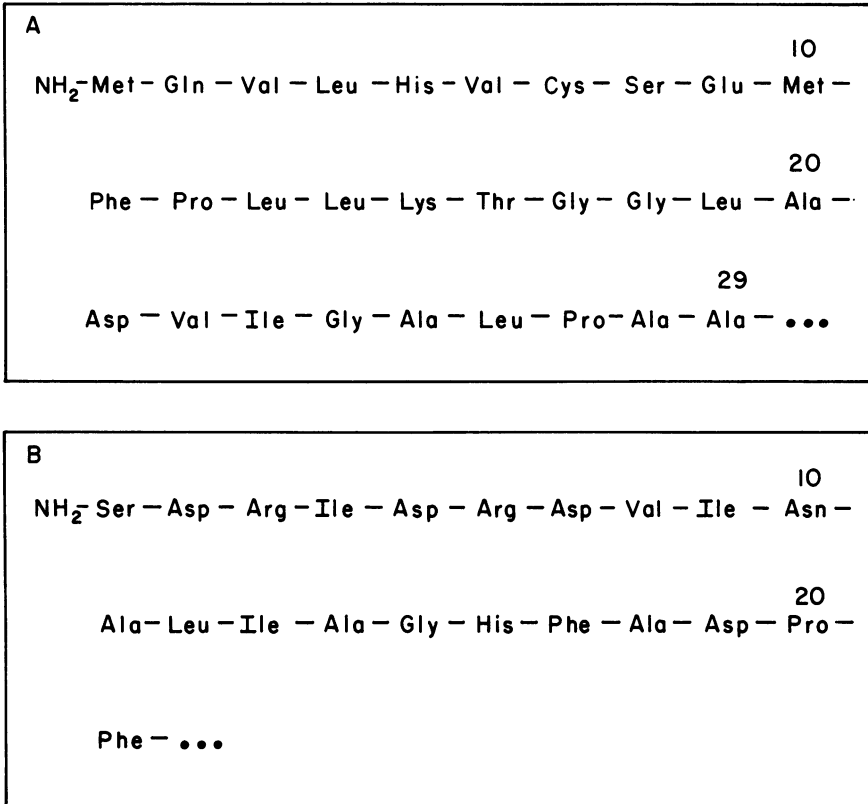 A
10
NH₂-Met – Gln – Val – Leu – His – Val – Cys – Ser – Glu – Met –
20
Phe – Pro – Leu – Leu – Lys – Thr – Gly – Gly – Leu – Ala –
29
Asp – Val – Ile – Gly – Ala – Leu – Pro – Ala – Ala – •••
B
10
NH₂- Ser – Asp – Arg – Ile – Asp – Arg – Asp – Val – Ile – Asn –
20
Ala – Leu – Ile – Ala – Gly – His – Phe – Ala – Asp – Pro –
Phe – •••